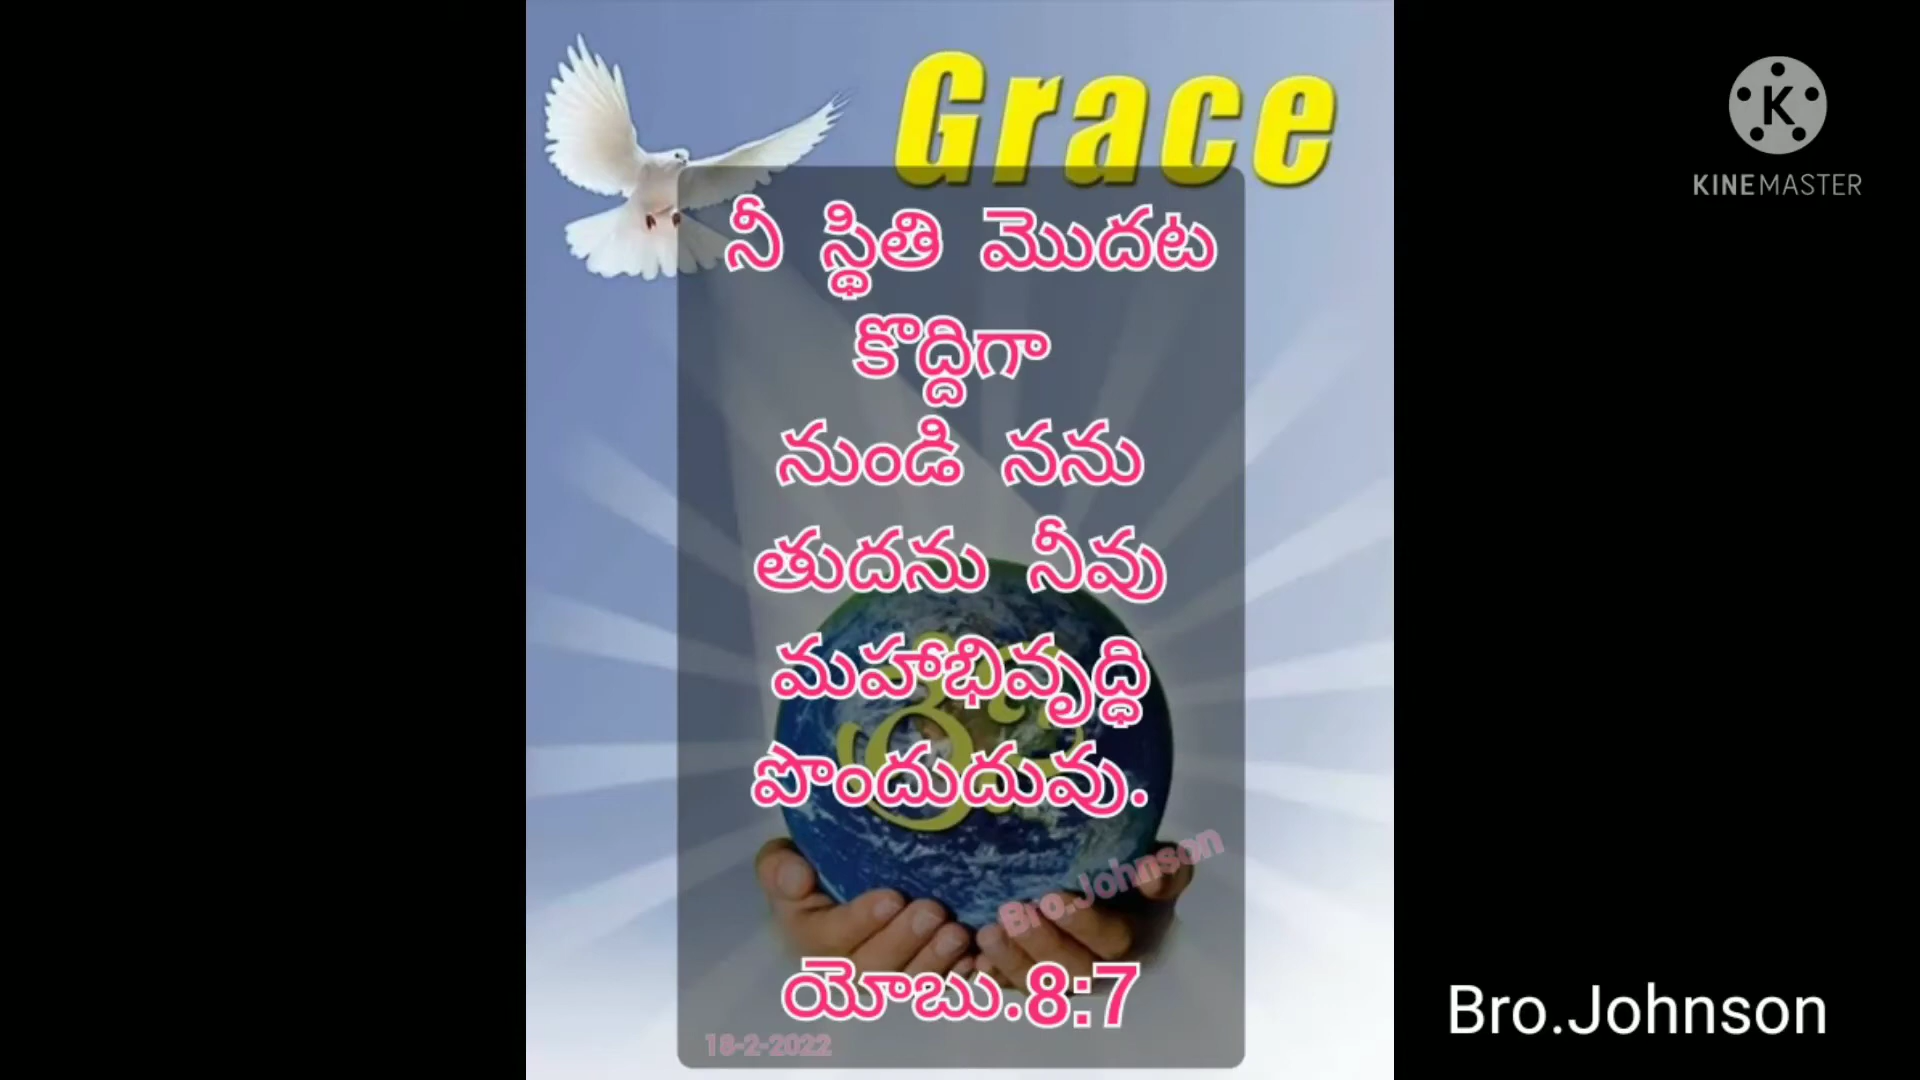 Grace
నీ స్థితి మొదట
కొద్దిగా
నుండి నను
తుదను నీవు
మహాభివృద్ధి
పొందుదువు.
Bro.Johnson
యోబు.8:7
18-2-2022
K
KINEMASTER
Bro.Johnson